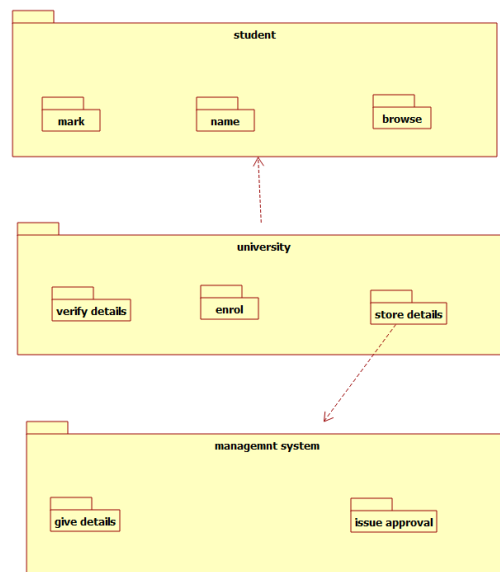 student
mark
name
browse
university
verify details
enrol
store details
managemnt system
give details
issue approval